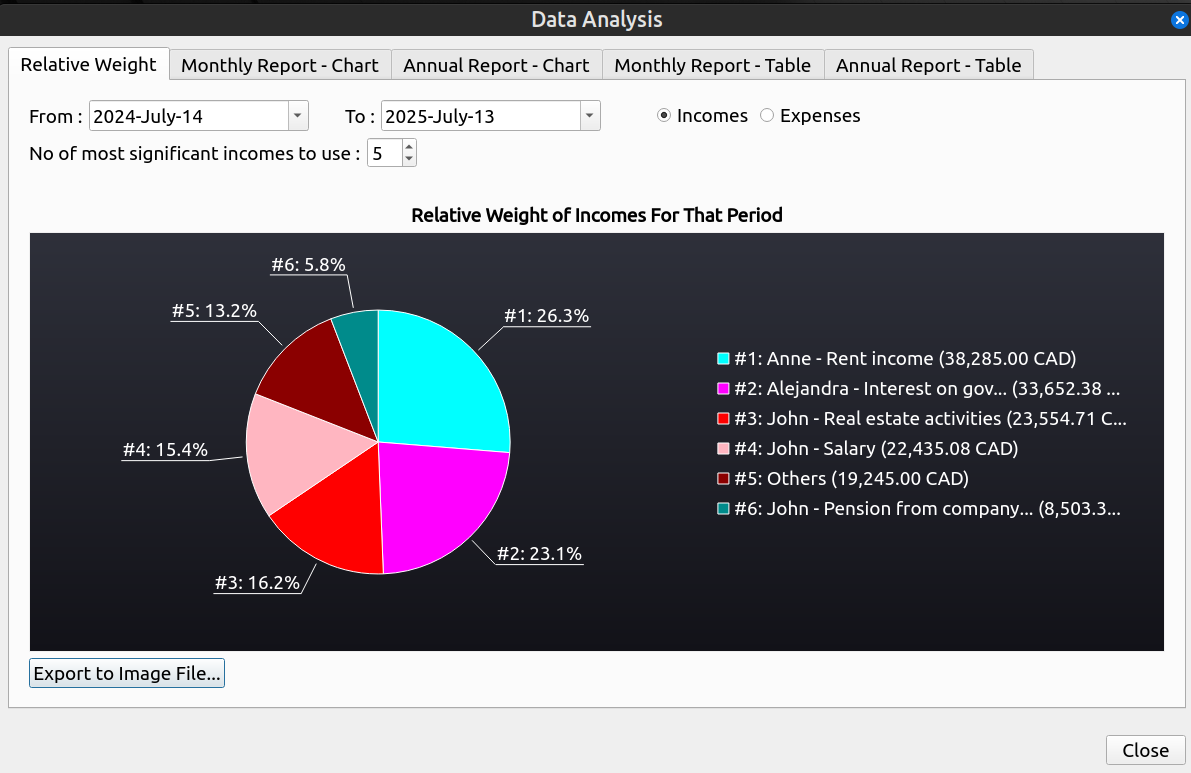 Data Analysis
Relative Weight
Monthly Report - Chart
Annual Report - Chart
Monthly Report - Table
Annual Report - Table
From : 2024-July-14 To : 2025-July-13 Incomes Expenses
No of most significant incomes to use : 5
Relative Weight of Incomes For That Period
#6: 5.8%
#5: 13.2%
#1: 26.3%
#4: 15.4%
#2: 23.1%
#3: 16.2%
#1: Anne - Rent income (38,285.00 CAD)
#2: Alejandra - Interest on gov... (33,652.38 ...
#3: John - Real estate activities (23,554.71 C...
#4: John - Salary (22,435.08 CAD)
#5: Others (19,245.00 CAD)
#6: John - Pension from company... (8,503.3...
Export to Image File...
Close